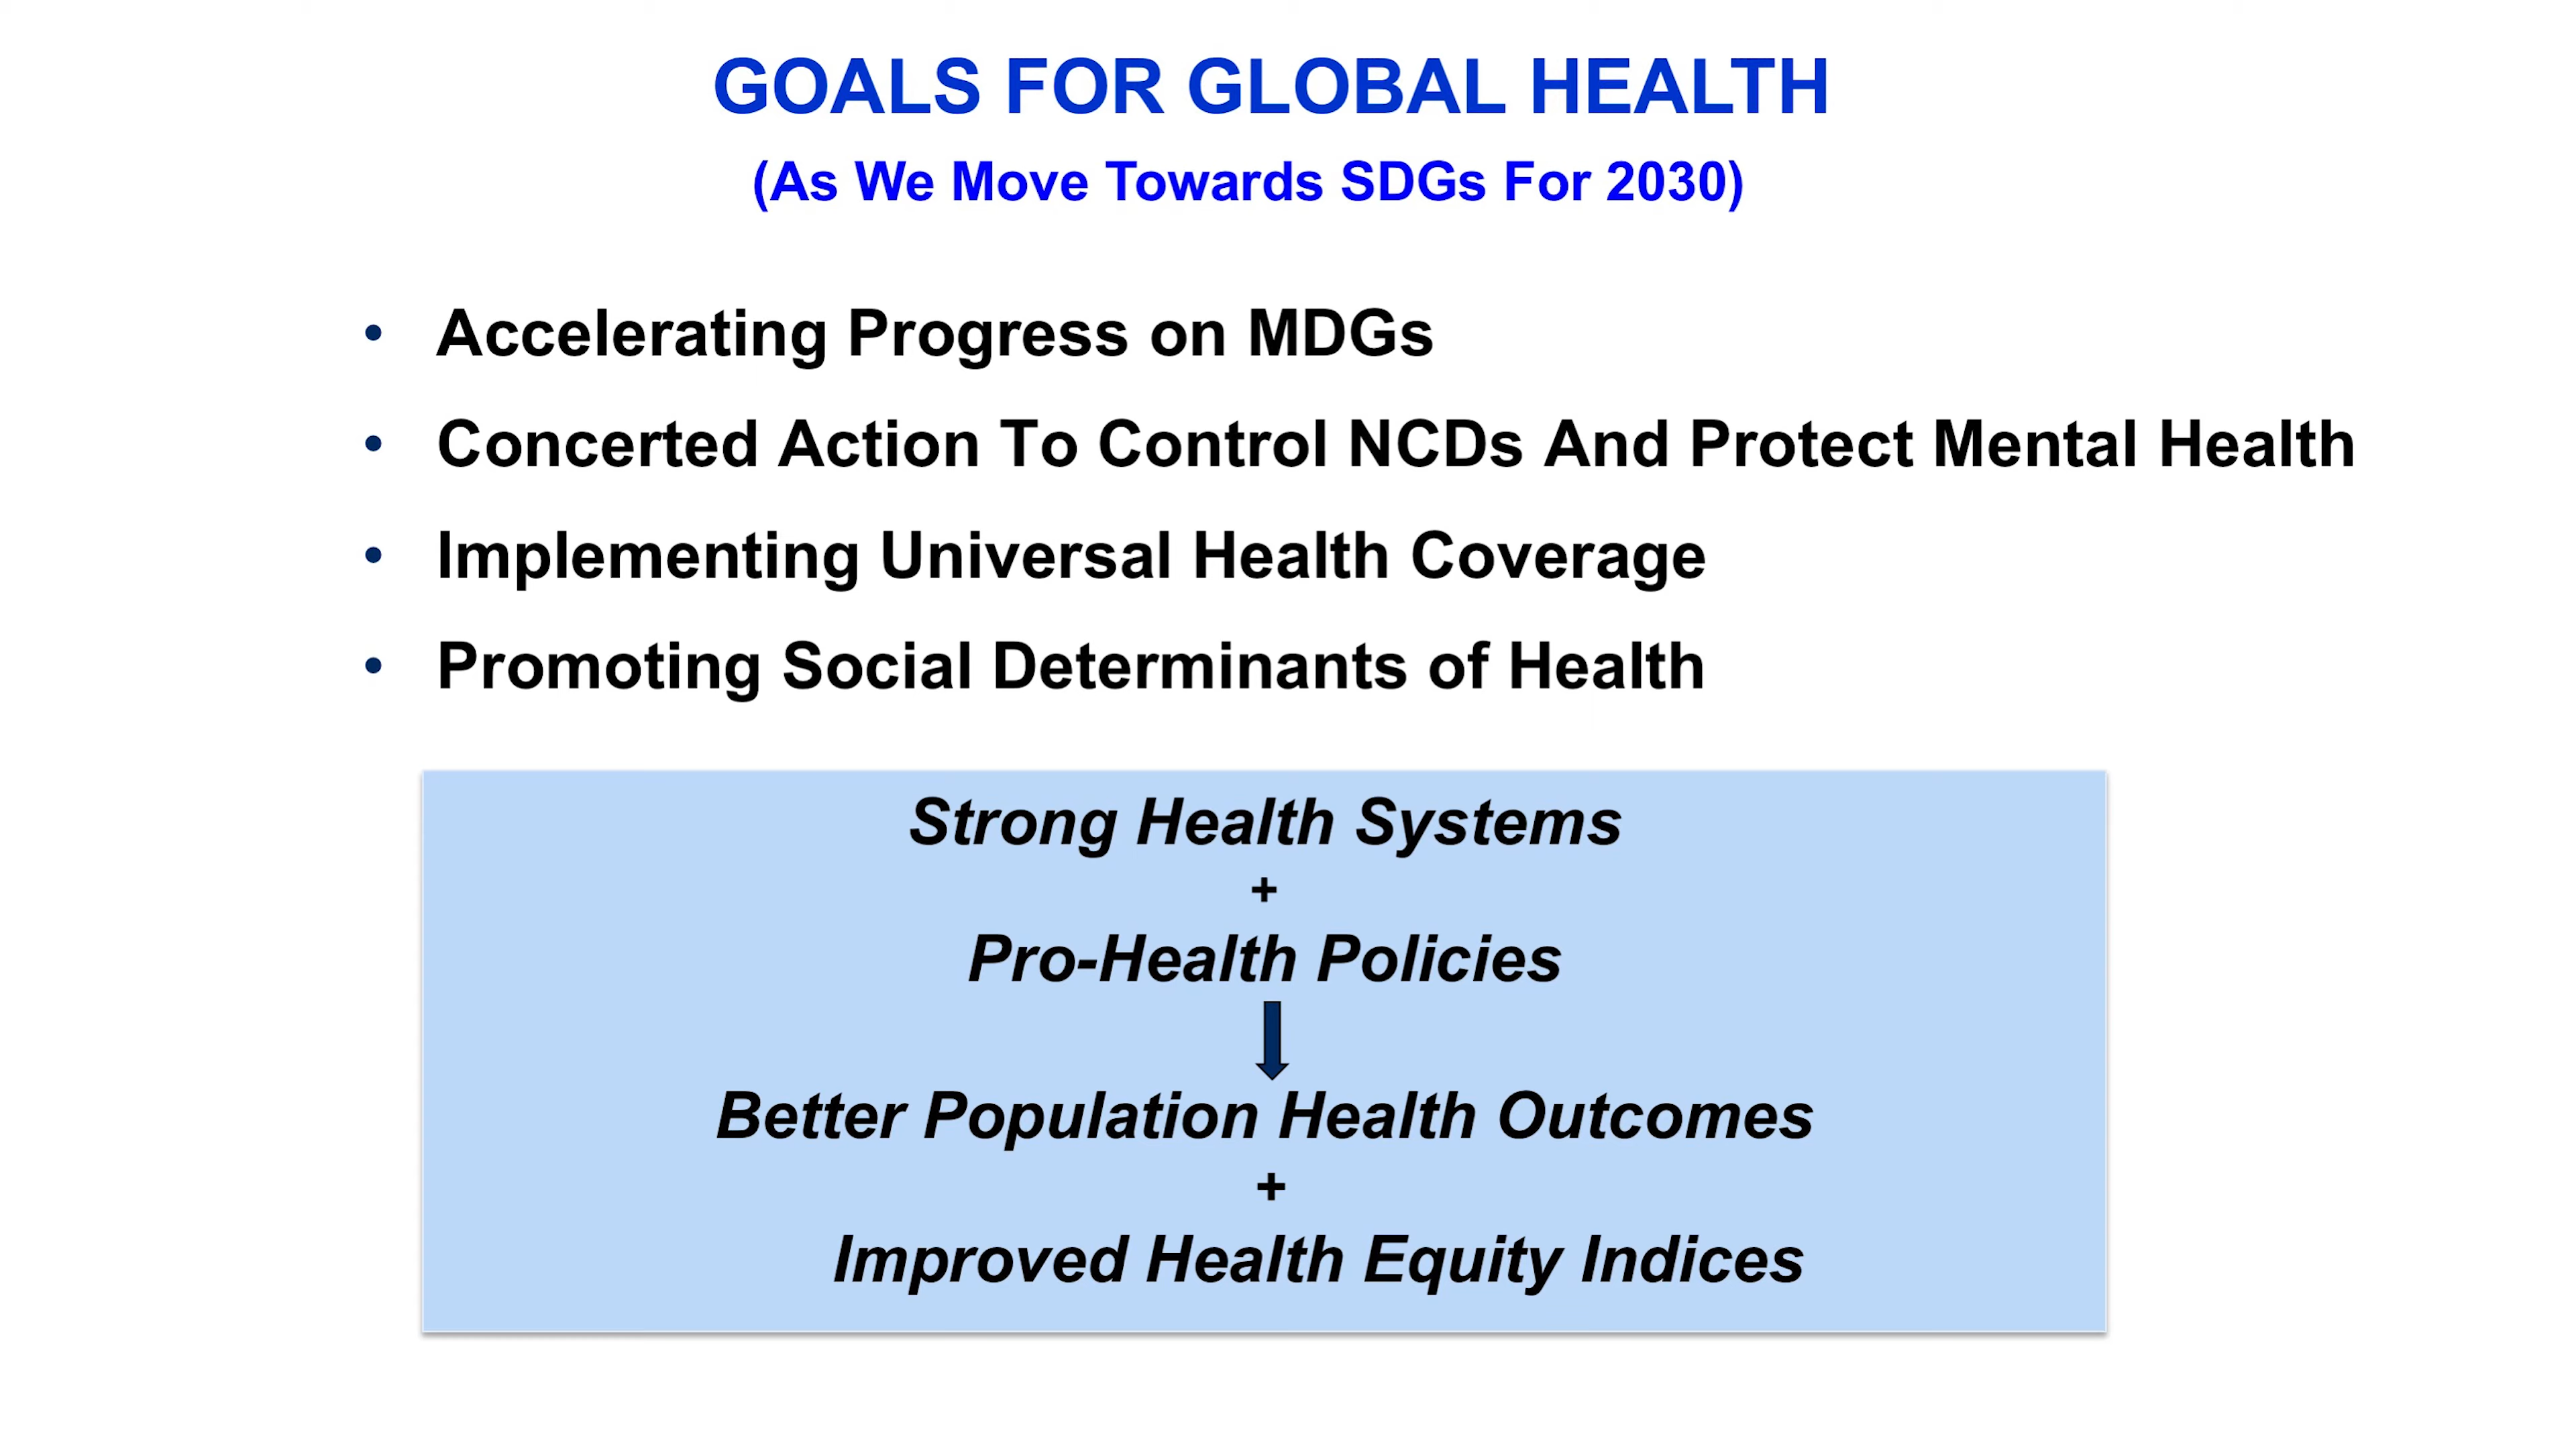 GOALS FOR GLOBAL HEALTH
(As We Move Towards SDGs For 2030)
• Accelerating Progress on MDGs
• Concerted Action To Control NCDs And Protect Mental Health
• Implementing Universal Health Coverage
• Promoting Social Determinants of Health
Strong Health Systems
+
Pro-Health Policies
Better Population Health Outcomes
+
Improved Health Equity Indices